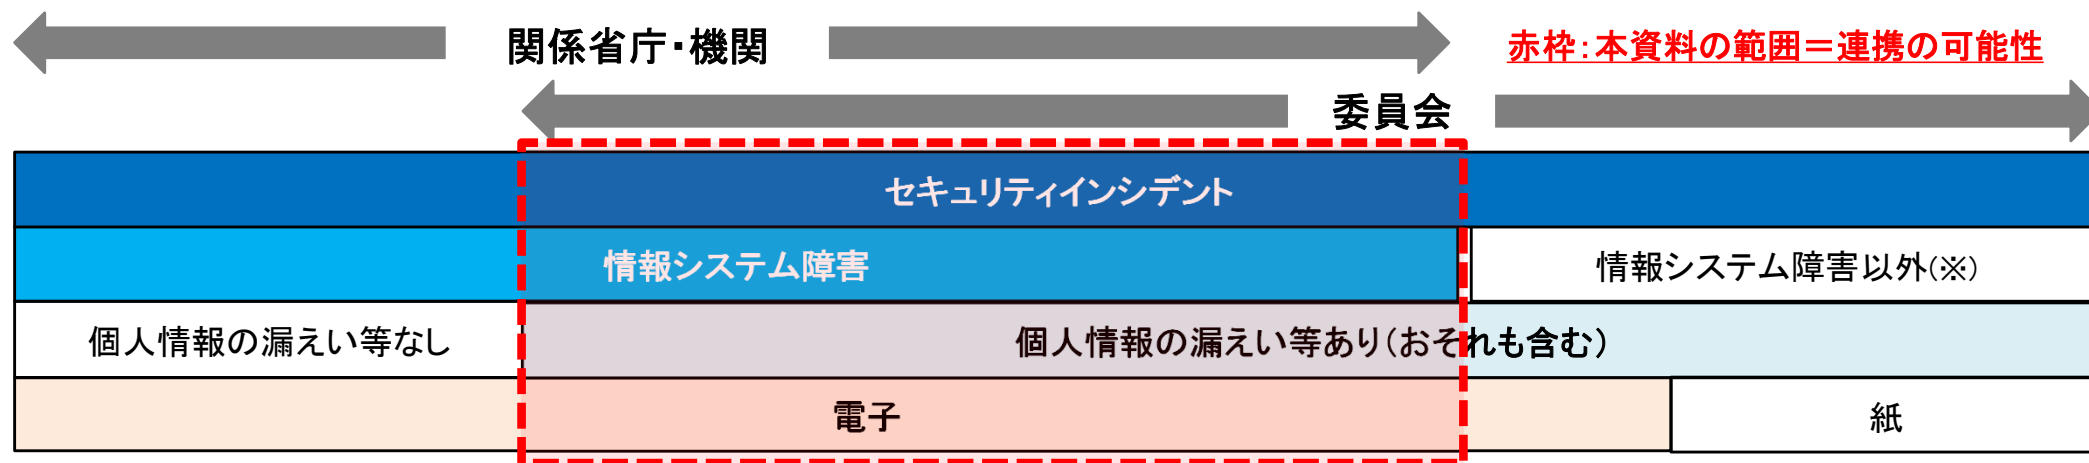 関係省庁・機関
赤枠：本資料の範囲＝連携の可能性
委員会
セキュリティインシデント
情報システム障害
情報システム障害以外(※)
個人情報の漏えい等なし
個人情報の漏えい等あり(おそれも含む)
電子
紙